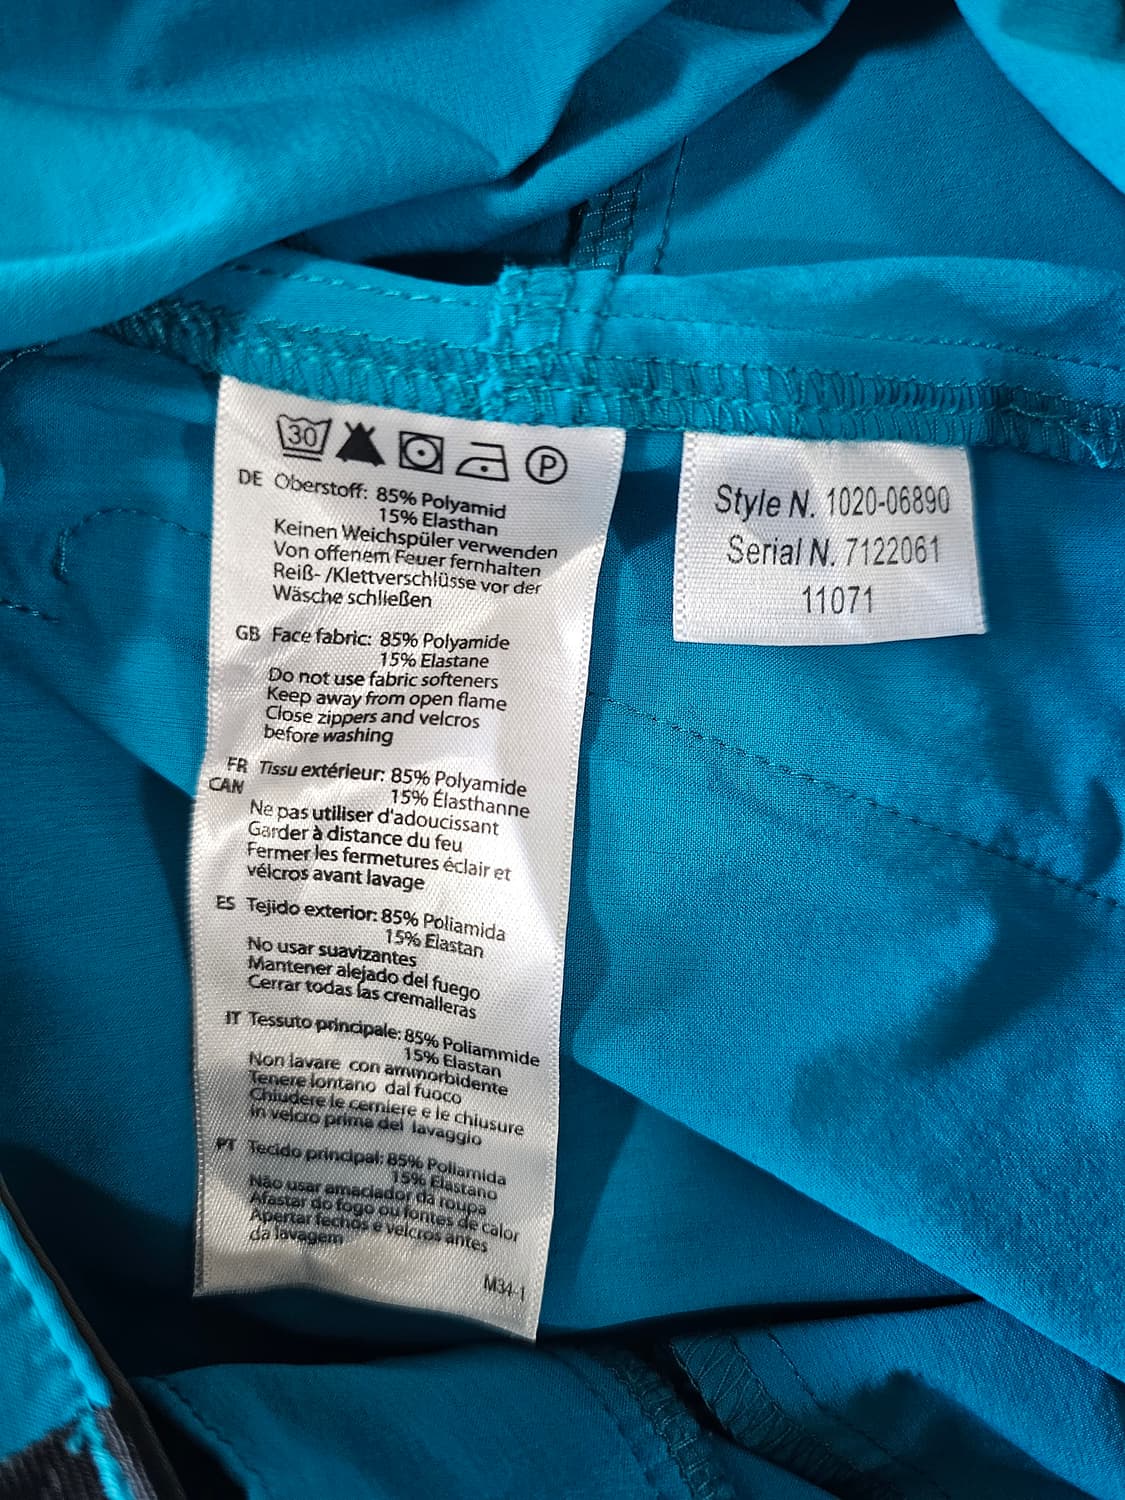 30 P
DE Oberstoff: 85% Polyamid
15% Elasthan
Keinen Weichspüler verwenden
Von offenem Feuer fernhalten
Reiß- /Klettverschlüsse vor der
Wäsche schließen
GB Face fabric: 85% Polyamide
15% Elastane
Do not use fabric softeners
Keep away from open flame
Close zippers and velcros
before washing
FR Tissu extérieur: 85% Polyamide
CAN 15% Élasthanne
Ne pas utiliser d'adoucissant
Garder à distance du feu
Fermer les fermetures éclair et
vélcros avant lavage
ES Tejido exterior: 85% Poliamida
15% Elastan
No usar suavizantes
Mantener alejado del fuego
Cerrar todas las cremalleras
IT Tessuto principale: 85% Poliammide
15% Elastan
Non lavare con ammorbidente
Tenere lontano dal fuoco
Chiudere le cerniere e le chiusure
in velcro prima del lavaggio
PT Tecido principal: 85% Poliamida
15% Elastano
Não usar amaciador da roupa
Afastar do fogo ou fontes de calor
Apertar fechos e velcros antes
da lavagem
M34-1
Style N. 1020-06890
Serial N. 7122061
11071